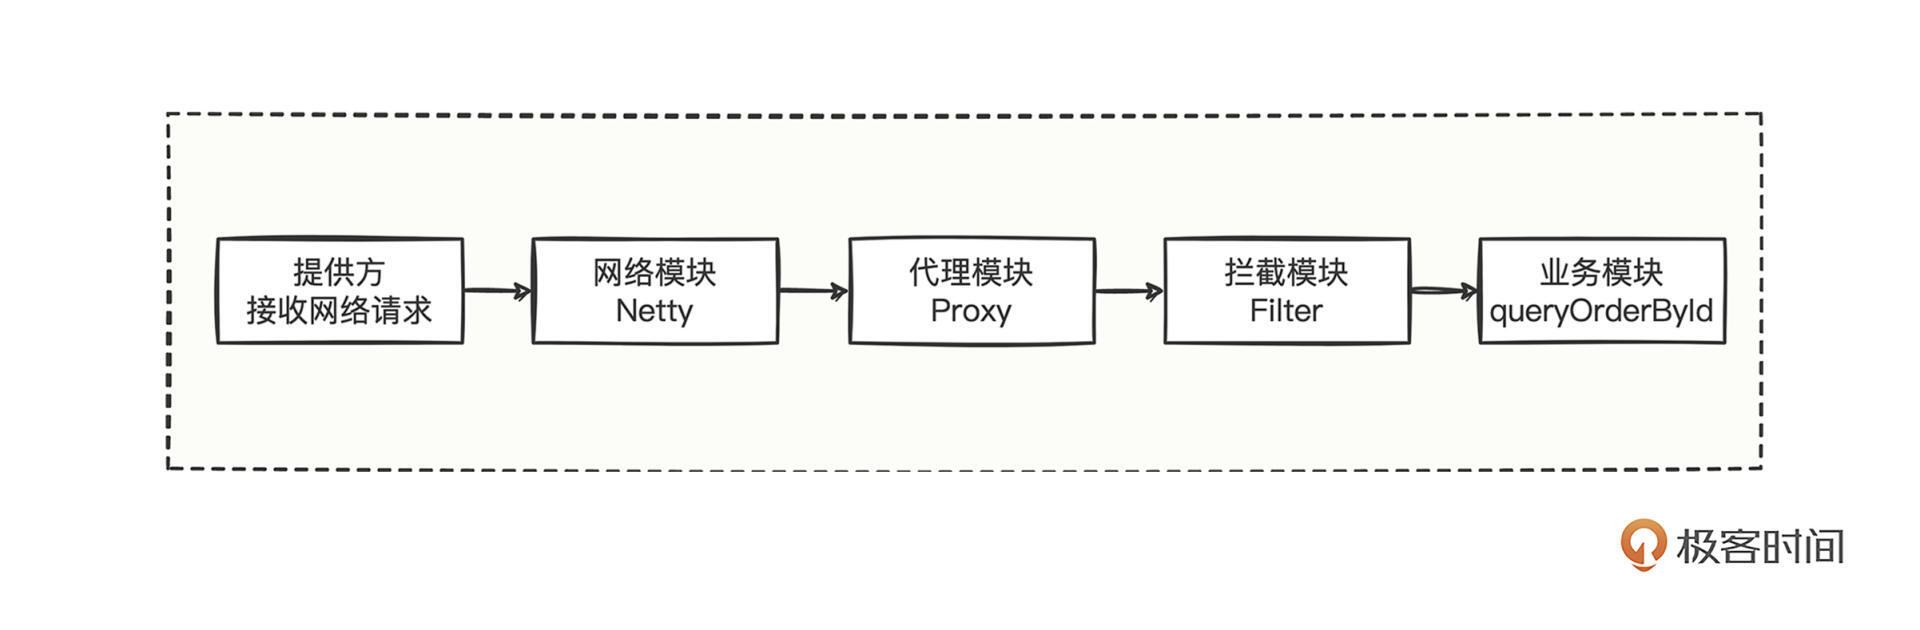 提供方
接收网络请求
网络模块
Netty
代理模块
Proxy
拦截模块
Filter
业务模块
queryOrderById
极客时间